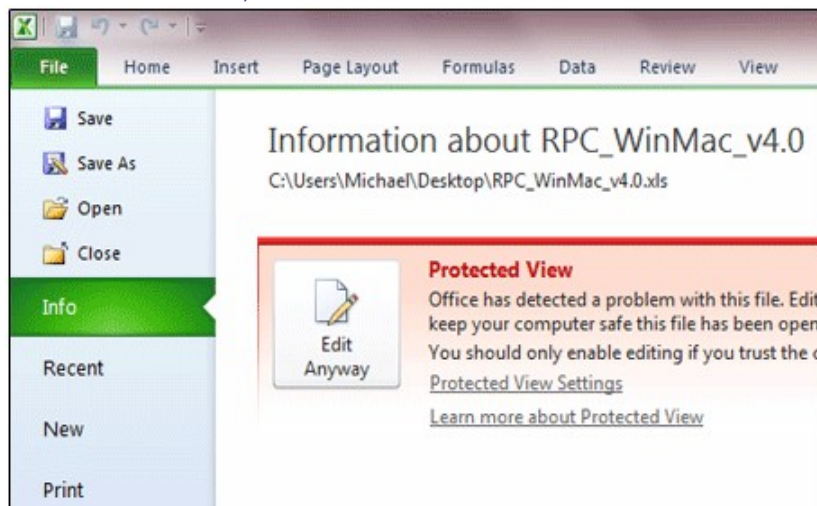 File Home Insert Page Layout Formulas Data Review View
Save
Save As
Open
Close
Info
Recent
New
Print
Information about RPC_WinMac_v4.0
C:\Users\Michael\Desktop\RPC_WinMac_v4.0.xls
Edit
Anyway
Protected View
Office has detected a problem with this file. Edit
keep your computer safe this file has been open
You should only enable editing if you trust the
Protected View Settings
Learn more about Protected View